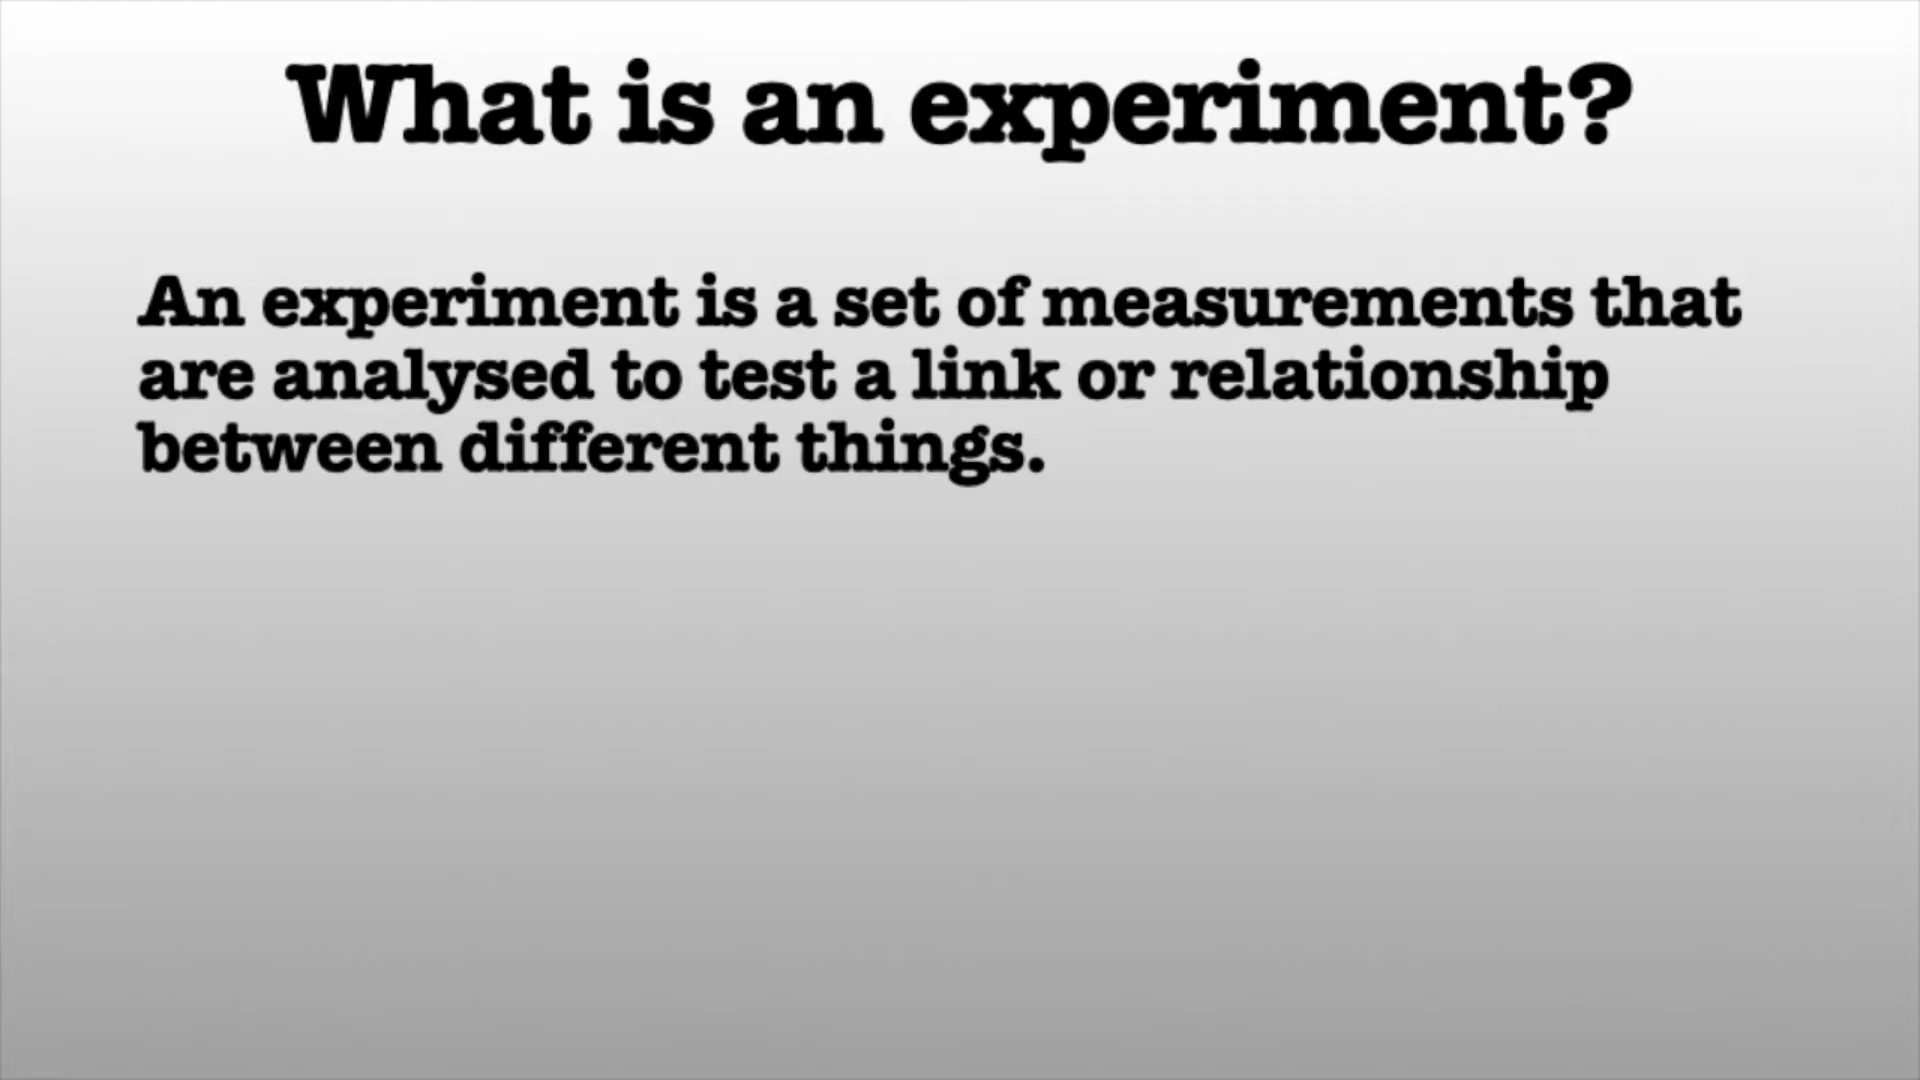 What is an experiment?
An experiment is a set of measurements that
are analysed to test a link or relationship
between different things.